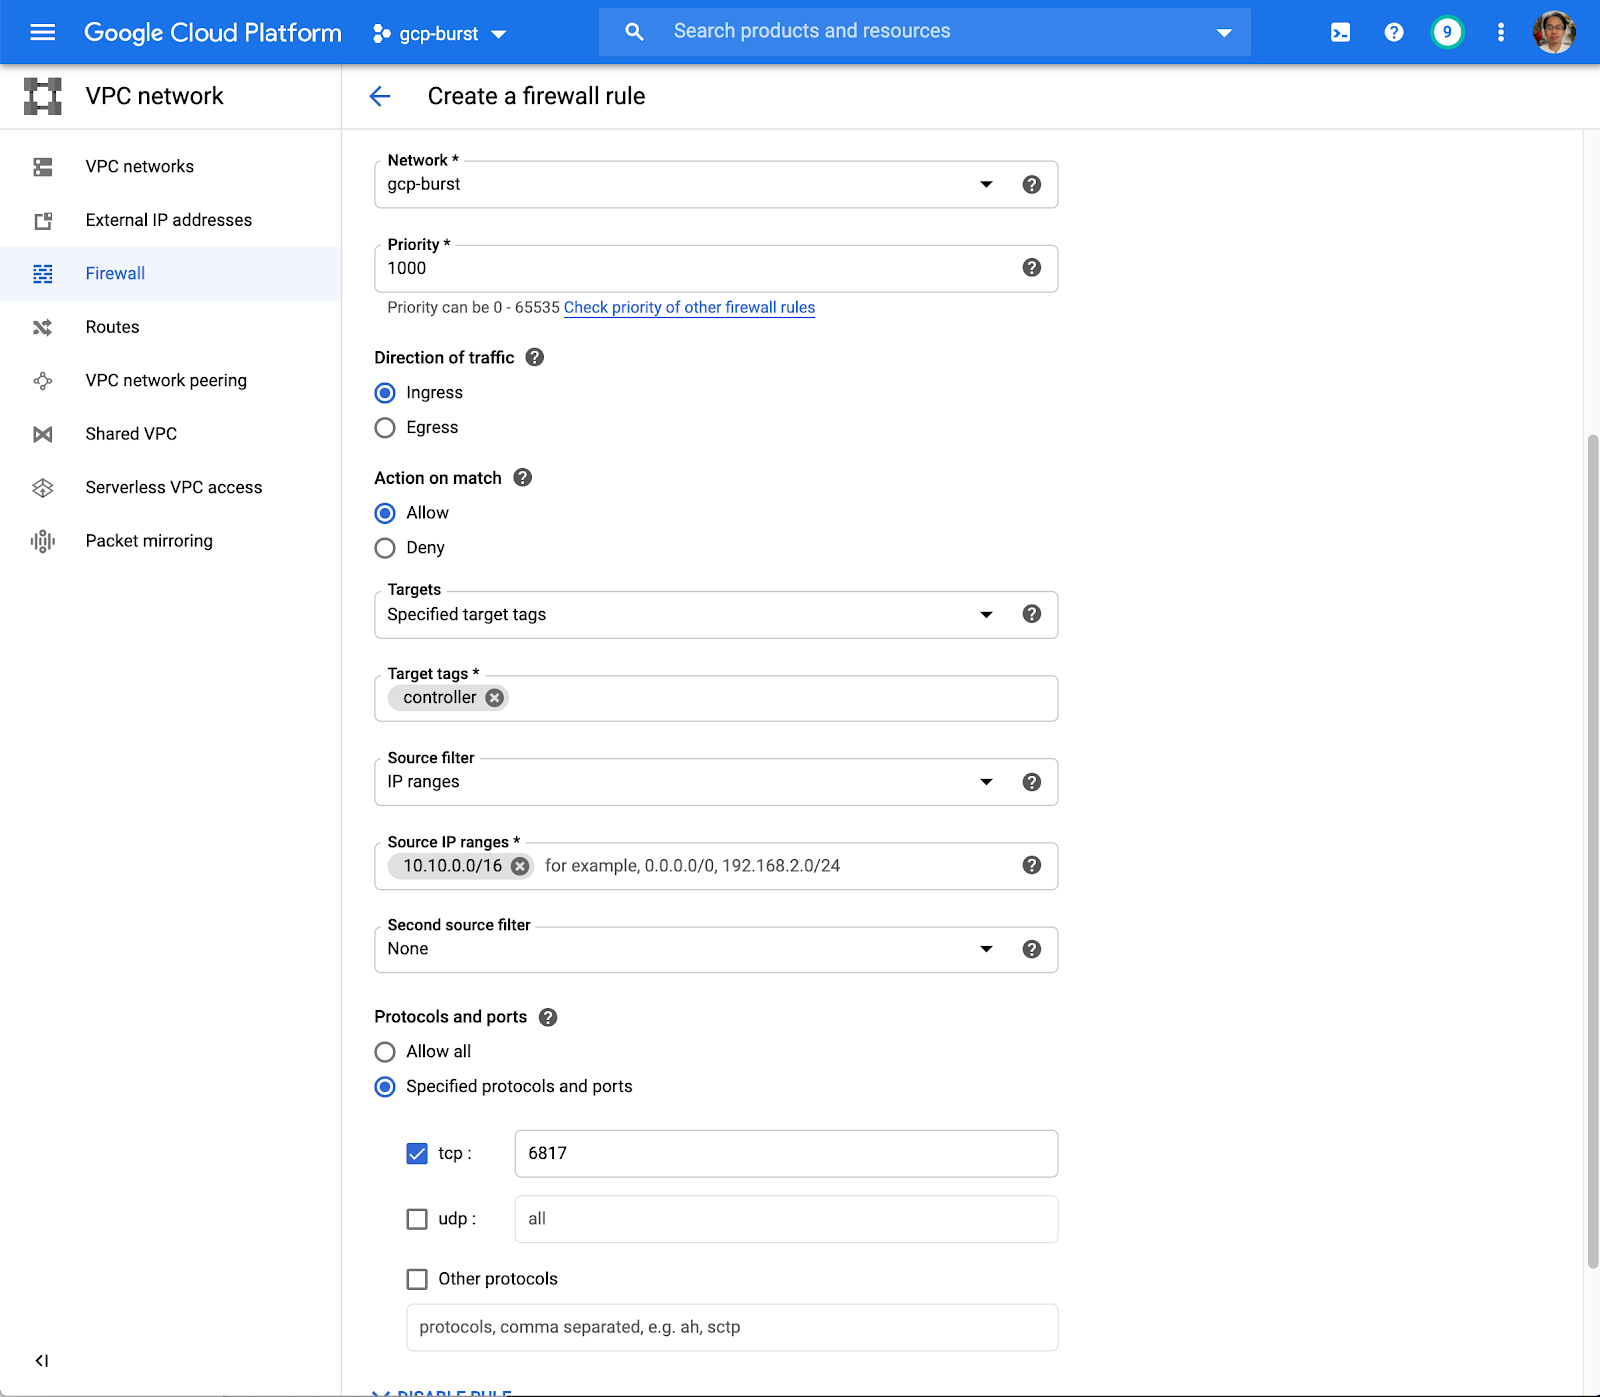 Google Cloud Platform gcp-burst Search products and resources 9
VPC network
Create a firewall rule
VPC networks
External IP addresses
Firewall
Routes
VPC network peering
Shared VPC
Serverless VPC access
Packet mirroring
Network *
gcp-burst
Priority *
1000
Priority can be 0 - 65535 Check priority of other firewall rules
Direction of traffic
Ingress
Egress
Action on match
Allow
Deny
Targets
Specified target tags
Target tags *
controller
Source filter
IP ranges
Source IP ranges *
10.10.0.0/16 for example, 0.0.0.0/0, 192.168.2.0/24
Second source filter
None
Protocols and ports
Allow all
Specified protocols and ports
tcp : 6817
udp : all
Other protocols
protocols, comma separated, e.g. ah, sctp
DISABLE RULE